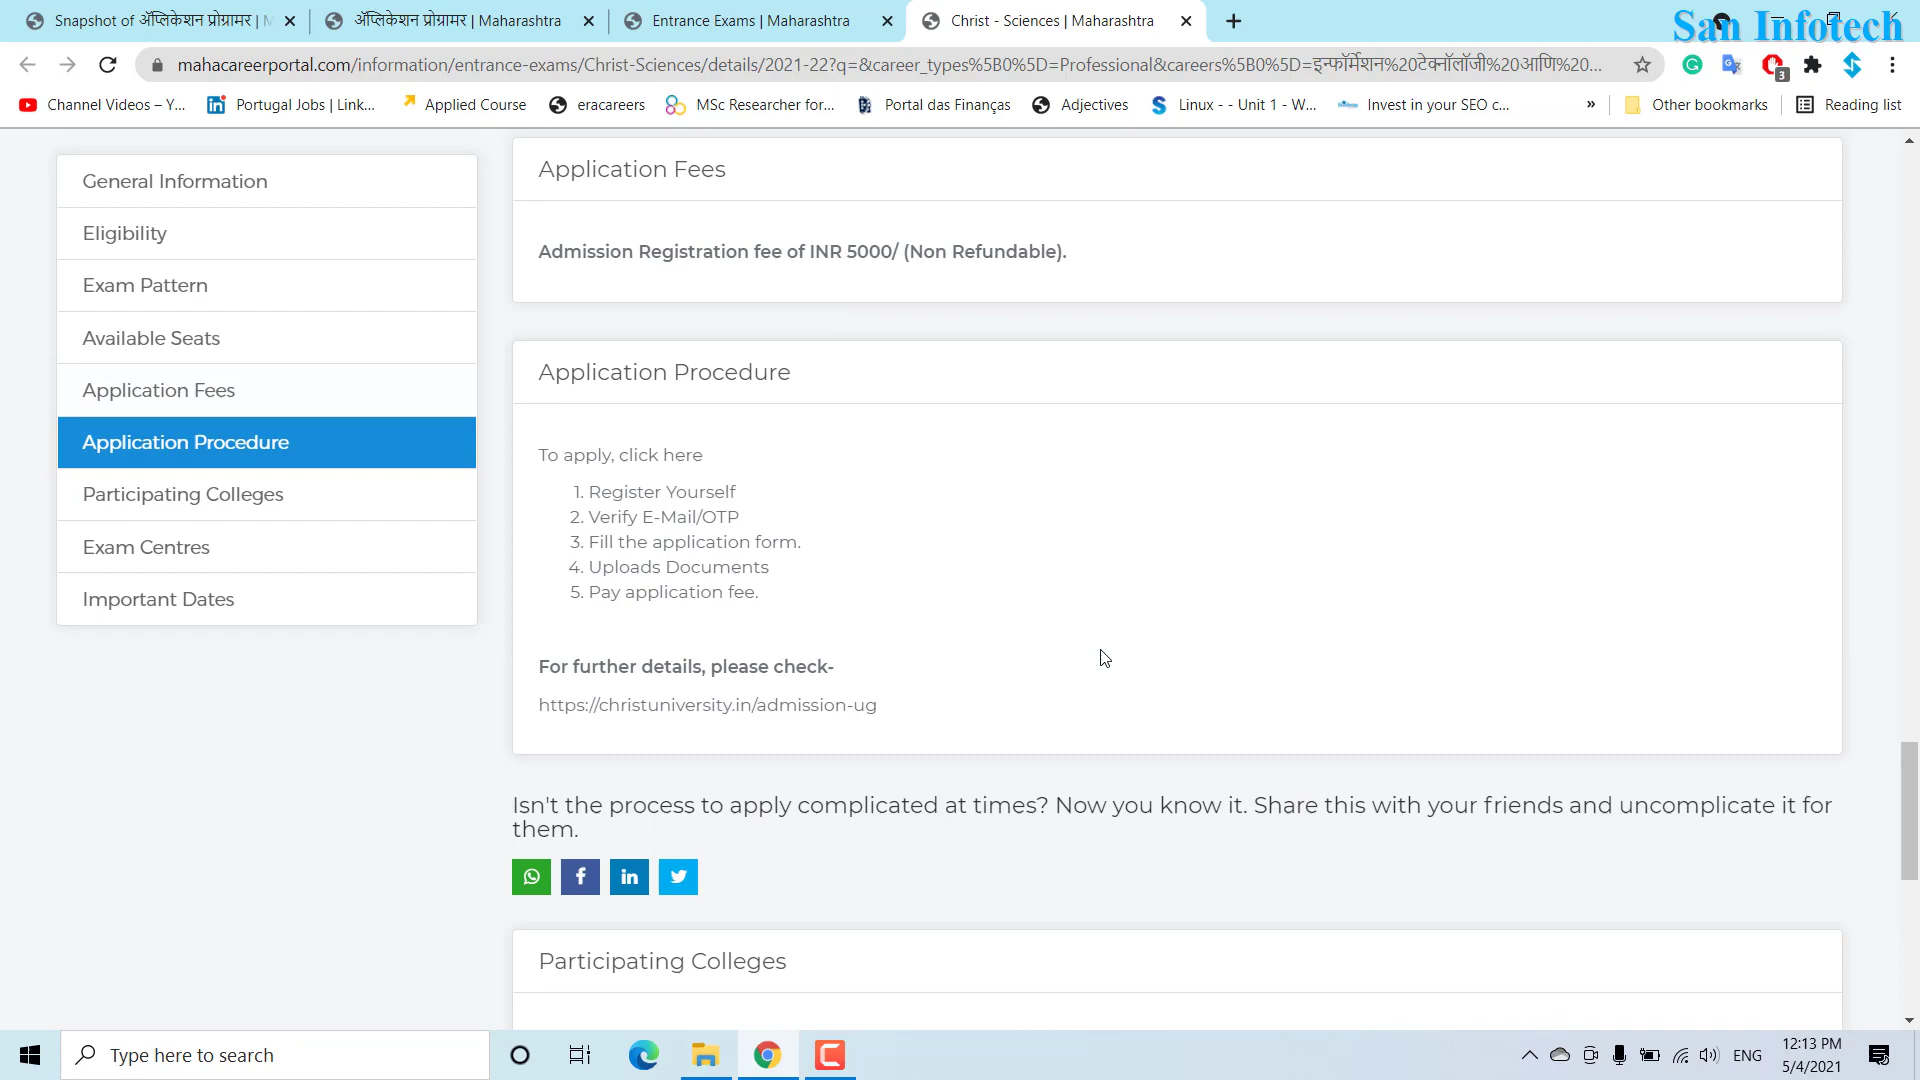 Snapshot of ॲप्लिकेशन प्रोग्रामर | M
ॲप्लिकेशन प्रोग्रामर | Maharashtra
Entrance Exams | Maharashtra
Christ - Sciences | Maharashtra
San Infotech
mahacareerportal.com/information/entrance-exams/Christ-Sciences/details/2021-22?q=&career_types%5B0%5D=Professional&careers%5B0%5D=इन्फॉर्मेशन%20टेक्नॉलॉजी%20आणि%20...
3
Channel Videos – Y...
Portugal Jobs | Link...
Applied Course
eracareers
MSc Researcher for...
Portal das Finanças
Adjectives
Linux - - Unit 1 - W...
Invest in your SEO c...
»
Other bookmarks
Reading list
General Information
Eligibility
Exam Pattern
Available Seats
Application Fees
Application Procedure
Participating Colleges
Exam Centres
Important Dates
Application Fees
Admission Registration fee of INR 5000/ (Non Refundable).
Application Procedure
To apply, click here
1. Register Yourself
2. Verify E-Mail/OTP
3. Fill the application form.
4. Uploads Documents
5. Pay application fee.
For further details, please check-
https://christuniversity.in/admission-ug
Isn't the process to apply complicated at times? Now you know it. Share this with your friends and uncomplicate it for
them.
Participating Colleges
Type here to search
ENG
12:13 PM
5/4/2021